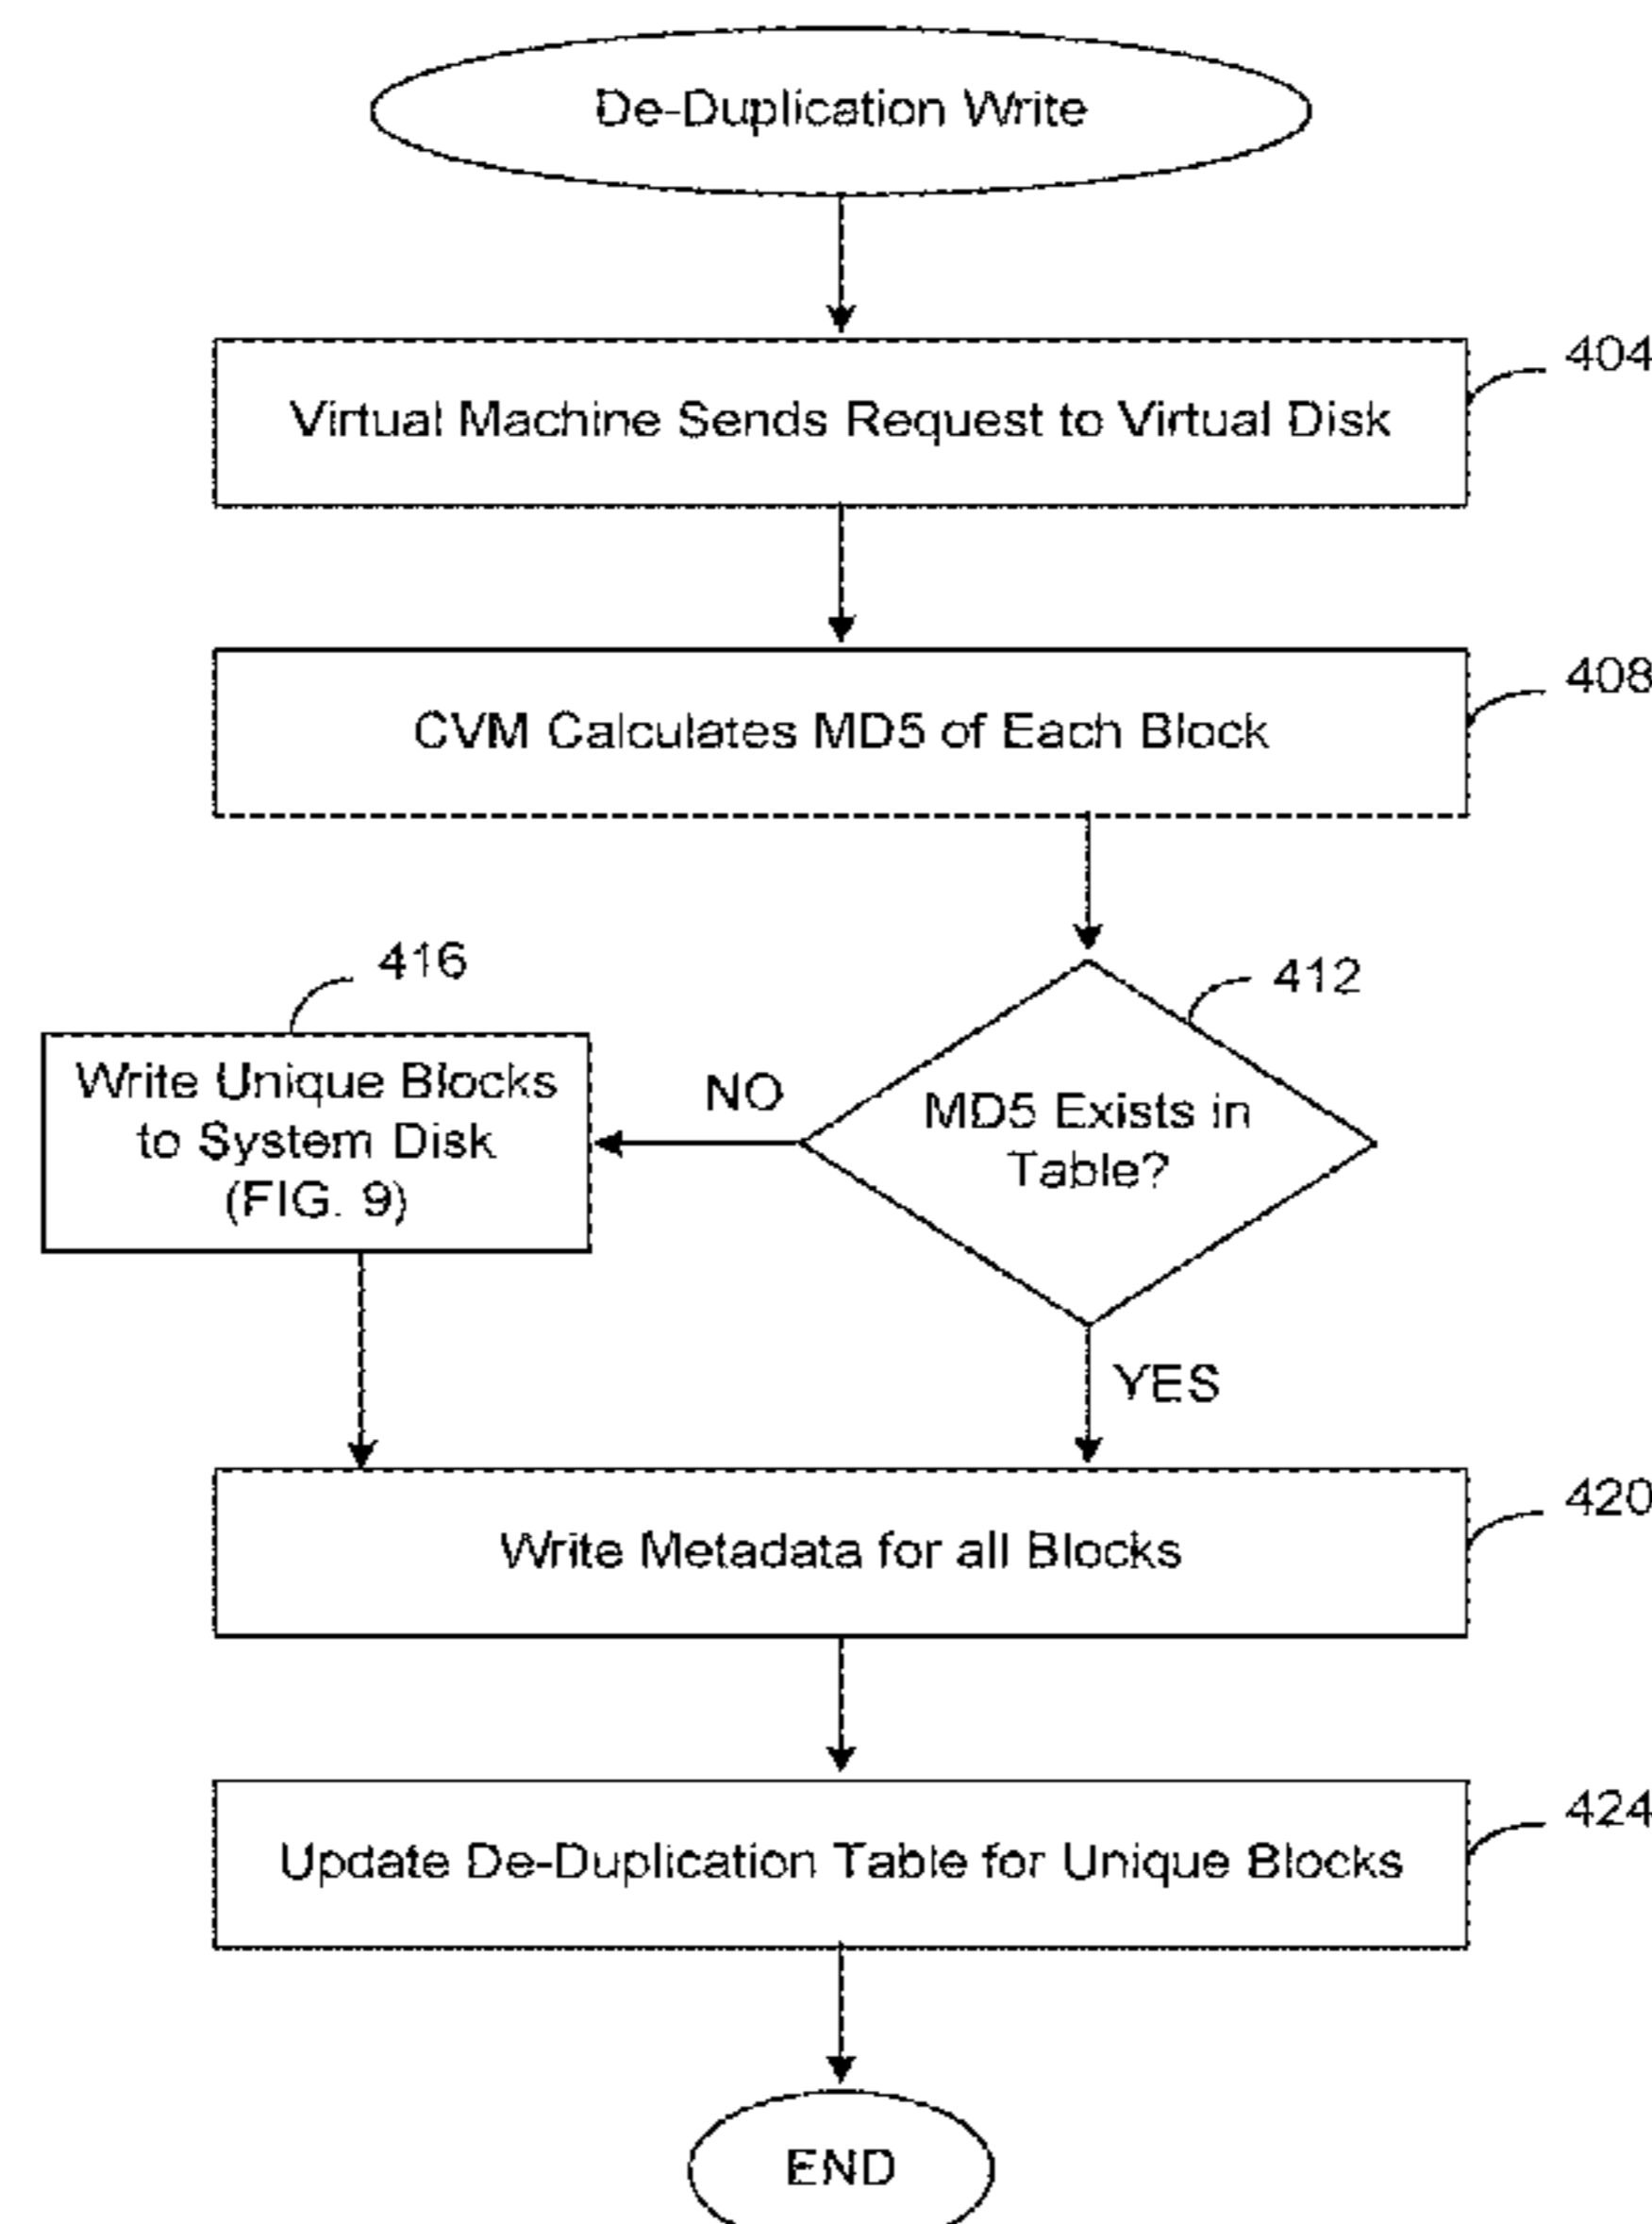 De-Duplication Write
404
Virtual Machine Sends Request to Virtual Disk
408
CVM Calculates MD5 of Each Block
416
412
Write Unique Blocks
to System Disk
(FIG. 9)
NO
MD5 Exists in
Table?
YES
420
Write Metadata for all Blocks
424
Update De-Duplication Table for Unique Blocks
END